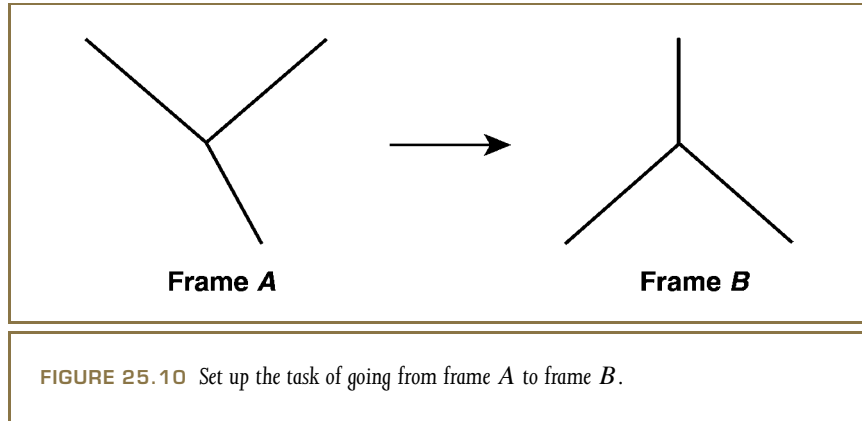 Frame A
Frame B
FIGURE 25.10 Set up the task of going from frame A to frame B.